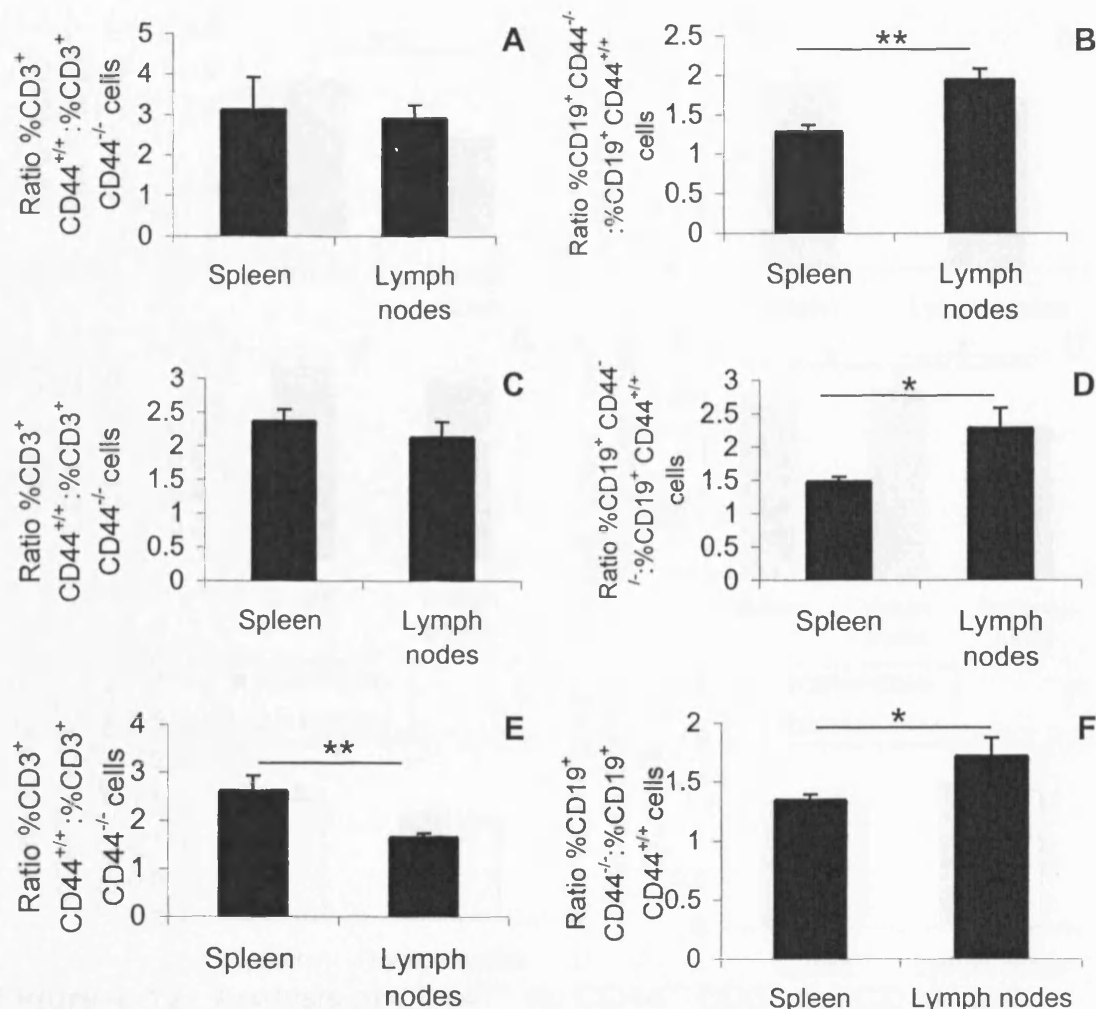 A
Ratio %CD3⁺
CD44⁺/⁺:%CD3⁺
CD44⁻/⁻ cells
5
4
3
2
1
0
Spleen
Lymph
nodes
B
Ratio %CD19⁺ CD44⁻/⁻
:%CD19⁺ CD44⁺/⁺
cells
2.5
2
1.5
1
0.5
0
**
Spleen
Lymph
nodes
C
Ratio %CD3⁺
CD44⁺/⁺:%CD3⁺
CD44⁻/⁻ cells
3
2.5
2
1.5
1
0.5
0
Spleen
Lymph
nodes
D
Ratio %CD19⁺ CD44⁻
/⁻:%CD19⁺ CD44⁺/⁺
cells
3
2.5
2
1.5
1
0.5
0
*
Spleen
Lymph
nodes
E
Ratio %CD3⁺
CD44⁺/⁺:%CD3⁺
CD44⁻/⁻ cells
4
3
2
1
0
**
Spleen
Lymph
nodes
F
Ratio %CD19⁺
CD44⁻/⁻:%CD19⁺
CD44⁺/⁺ cells
2
1.5
1
0.5
0
*
Spleen
Lymph nodes